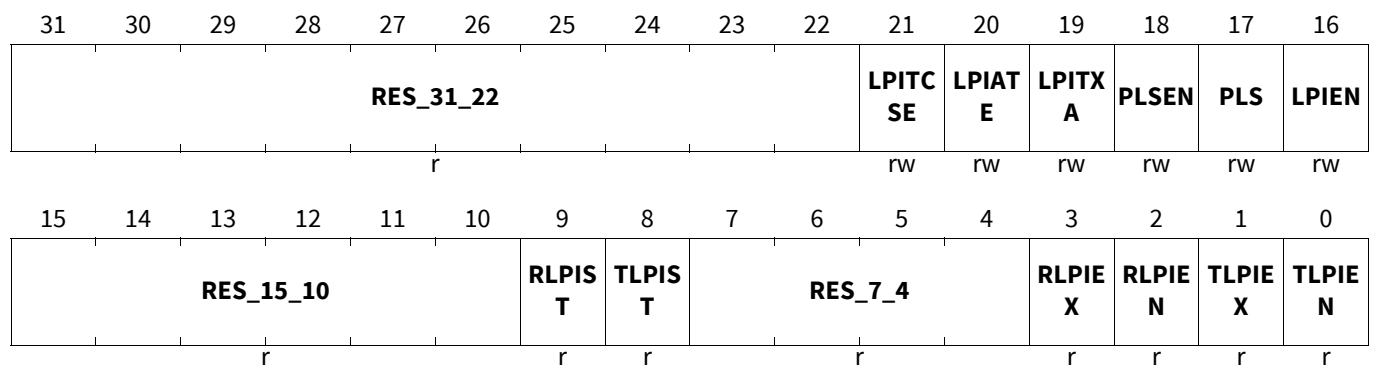 31 30 29 28 27 26 25 24 23 22 21 20 19 18 17 16
RES_31_22 LPITC LPIAT LPITX PLSEN PLS LPIEN
SE E A
r rw rw rw rw rw rw
15 14 13 12 11 10 9 8 7 6 5 4 3 2 1 0
RES_15_10 RLPIS TLPIS RES_7_4 RLPIE RLPIE TLPIE TLPIE
T T X N X N
r r r r r r r r